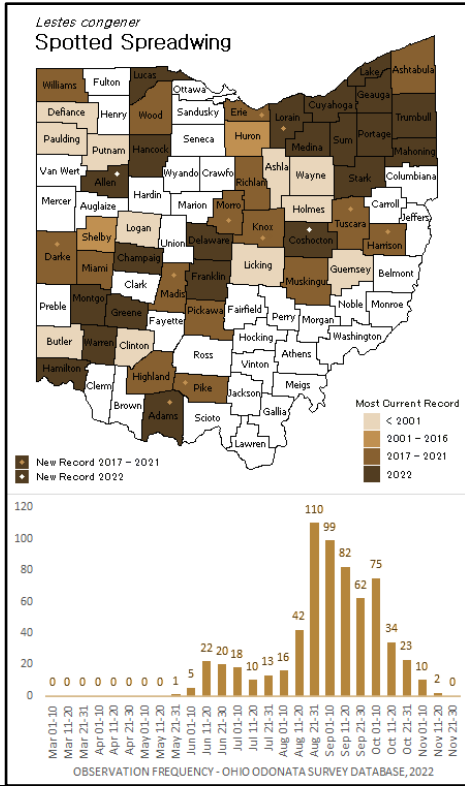 Lestes congener
Spotted Spreadwing
Williams
Fulton
Lucas
Ottawa
Lake
Ashtabula
Geauga
Defiance
Henry
Wood
Sandusky
Erie
Lorain
Cuyahoga
Trumbull
Paulding
Putnam
Hancock
Seneca
Huron
Medina
Sum
Portage
Mahoning
Van Wert
Allen
Wyando
Crawfo
Richlan
Ashla
Wayne
Stark
Columbiana
Mercer
Auglaize
Hardin
Marion
Morro
Holmes
Carroll
Jeffers
Shelby
Logan
Union
Delaware
Knox
Coshocton
Tuscara
Harrison
Darke
Miami
Champaig
Licking
Muskingu
Guernsey
Belmont
Clark
Madis
Franklin
Preble
Montgo
Greene
Fayette
Pickawa
Fairfield
Perry
Morgan
Noble
Monroe
Butler
Warren
Clinton
Ross
Hocking
Athens
Washington
Hamilton
Clerm
Highland
Pike
Vinton
Meigs
Brown
Adams
Scioto
Jackson
Gallia
Lawren
Most Current Record
< 2001
2001 - 2016
2017 - 2021
2022
New Record 2017 - 2021
New Record 2022
120
100
80
60
40
20
0
0 0 0 0 0 0 0 0 1 5 22 20 18 10 13 16 42 110 99 82 62 75 34 23 10 2 0
Mar 01-10
Mar 11-20
Mar 21-31
Apr 01-10
Apr 11-20
Apr 21-30
May 01-10
May 11-20
May 21-31
Jun 01-10
Jun 11-20
Jun 21-30
Jul 01-10
Jul 11-20
Jul 21-31
Aug 01-10
Aug 11-20
Aug 21-31
Sep 01-10
Sep 11-20
Sep 21-30
Oct 01-10
Oct 11-20
Oct 21-31
Nov 01-10
Nov 11-20
Nov 21-30
OBSERVATION FREQUENCY - OHIO ODONATA SURVEY DATABASE, 2022